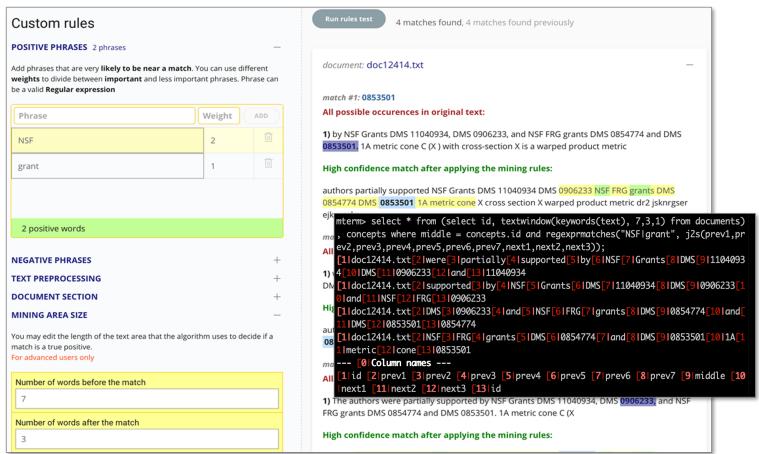 Custom rules
POSITIVE PHRASES 2 phrases —
Add phrases that are very likely to be near a match. You can use different
weights to divide between important and less important phrases. Phrase can
be a valid Regular expression
Phrase Weight ADD
NSF 2
grant 1
2 positive words
NEGATIVE PHRASES +
TEXT PREPROCESSING +
DOCUMENT SECTION +
MINING AREA SIZE —
You may edit the length of the text area that the algorithm uses to decide if a
match is a true positive.
For advanced users only
Number of words before the match
7
Number of words after the match
3
Run rules test 4 matches found, 4 matches found previously
document: doc12414.txt —
match #1: 0853501
All possible occurences in original text:
1) by NSF Grants DMS 11040934, DMS 0906233, and NSF FRG grants DMS 0854774 and DMS
0853501. 1A metric cone C (X ) with cross-section X is a warped product metric
High confidence match after applying the mining rules:
authors partially supported NSF Grants DMS 11040934 DMS 0906233 NSF FRG grants DMS
0854774 DMS 0853501 1A metric cone X cross section X warped product metric dr2 jsknrgser
mterm> select * from (select id, textwindow(keywords(text), 7,3,1) from documents)
, concepts where middle = concepts.id and regexprmatches("NSF|grant", j2s(prev1,pr
ev2,prev3,prev4,prev5,prev6,prev7,next1,next2,next3));
[1|doc12414.txt[2|were[3|partially[4|supported[5|by[6|NSF[7|Grants[8|DMS[9|1104093
4[10|DMS[11|0906233[12|and[13|11040934
[1|doc12414.txt[2|supported[3|by[4|NSF[5|Grants[6|DMS[7|11040934[8|DMS[9|0906233[1
0|and[11|NSF[12|FRG[13|0906233
[1|doc12414.txt[2|DMS[3|0906233[4|and[5|NSF[6|FRG[7|grants[8|DMS[9|0854774[10|and[
11|DMS[12|0853501[13|0854774
[1|doc12414.txt[2|NSF[3|FRG[4|grants[5|DMS[6|0854774[7|and[8|DMS[9|0853501[10|1A[1
1|metric[12|cone[13|0853501
--- [0|Column names ---
[1|id [2|prev1 [3|prev2 [4|prev3 [5|prev4 [6|prev5 [7|prev6 [8|prev7 [9|middle [10
|next1 [11|next2 [12|next3 [13|id
1) The authors were partially supported by NSF Grants DMS 11040934, DMS 0906233, and NSF
FRG grants DMS 0854774 and DMS 0853501. 1A metric cone C (X
High confidence match after applying the mining rules: